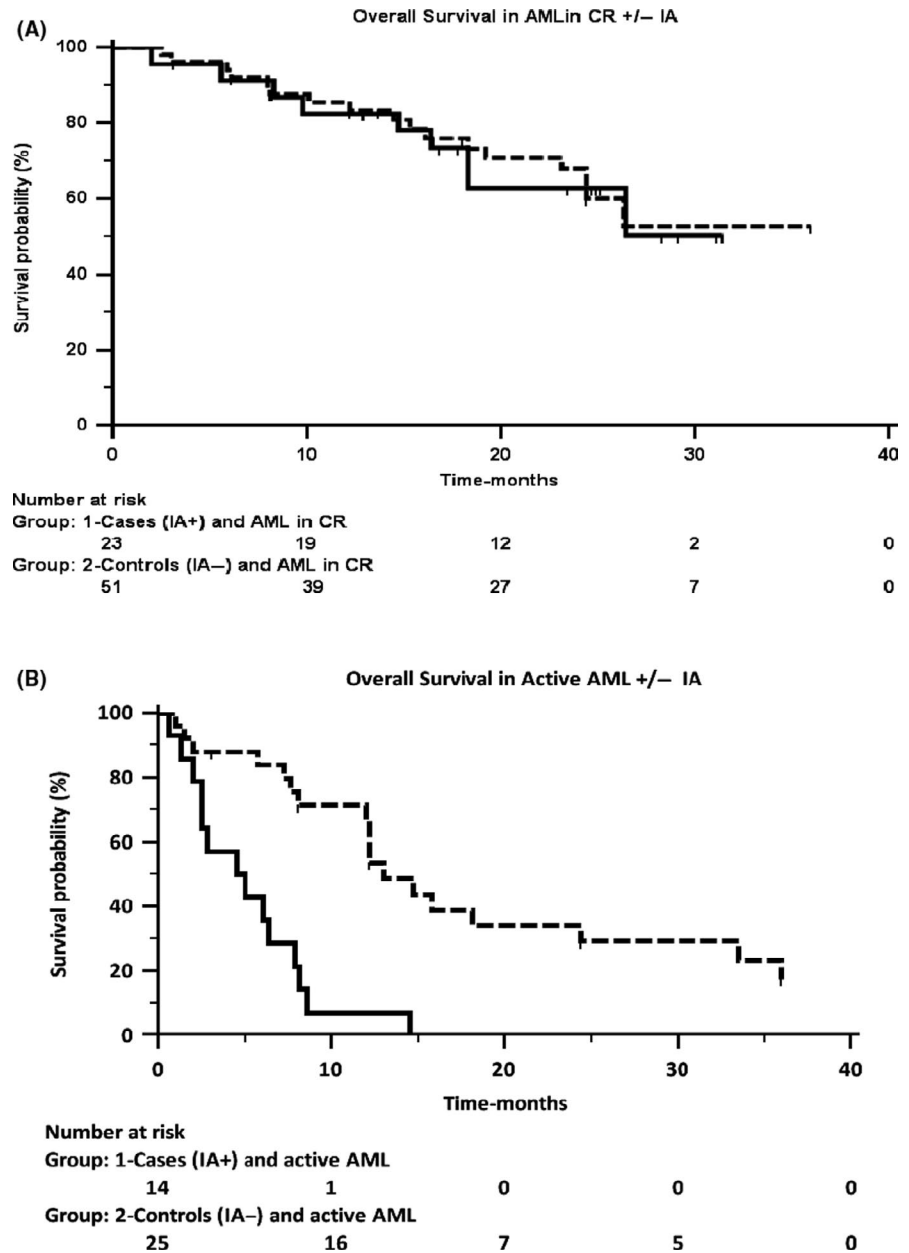 (A)
Overall Survival in AMLin CR +/− IA
100
80
60
40
20
0
Survival probability (%)
0 10 20 30 40
Time-months
Number at risk
Group: 1-Cases (IA+) and AML in CR
23 19 12 2 0
Group: 2-Controls (IA−) and AML in CR
51 39 27 7 0
(B)
Overall Survival in Active AML +/− IA
100
80
60
40
20
0
Survival probability (%)
0 10 20 30 40
Time-months
Number at risk
Group: 1-Cases (IA+) and active AML
14 1 0 0 0
Group: 2-Controls (IA−) and active AML
25 16 7 5 0